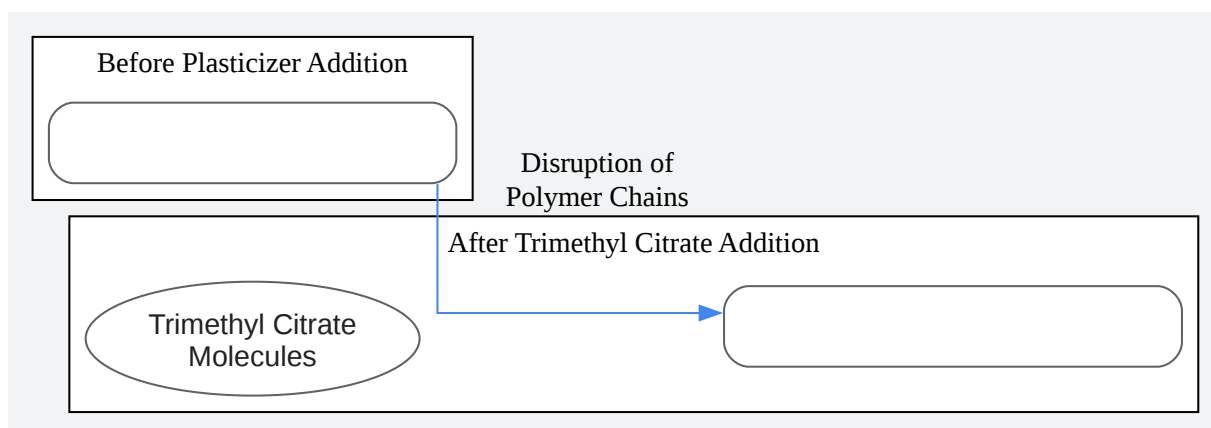 Before Plasticizer Addition
Disruption of
Polymer Chains
After Trimethyl Citrate Addition
Trimethyl Citrate
Molecules